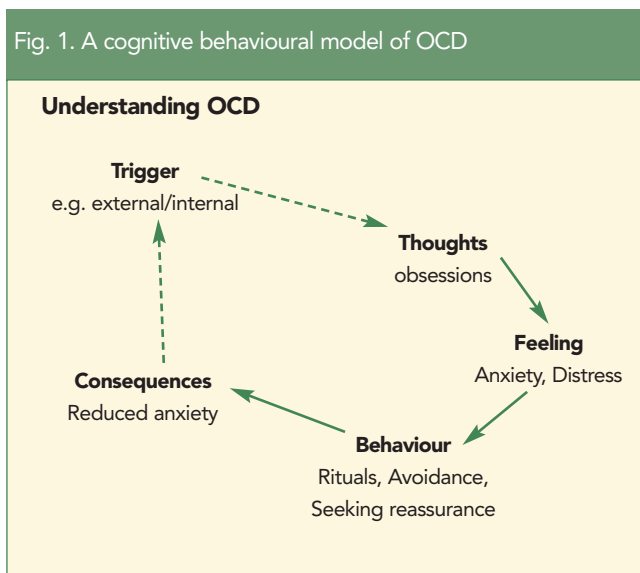 Fig. 1. A cognitive behavioural model of OCD
Understanding OCD
Trigger
e.g. external/internal
Thoughts
obsessions
Feeling
Anxiety, Distress
Behaviour
Rituals, Avoidance,
Seeking reassurance
Consequences
Reduced anxiety